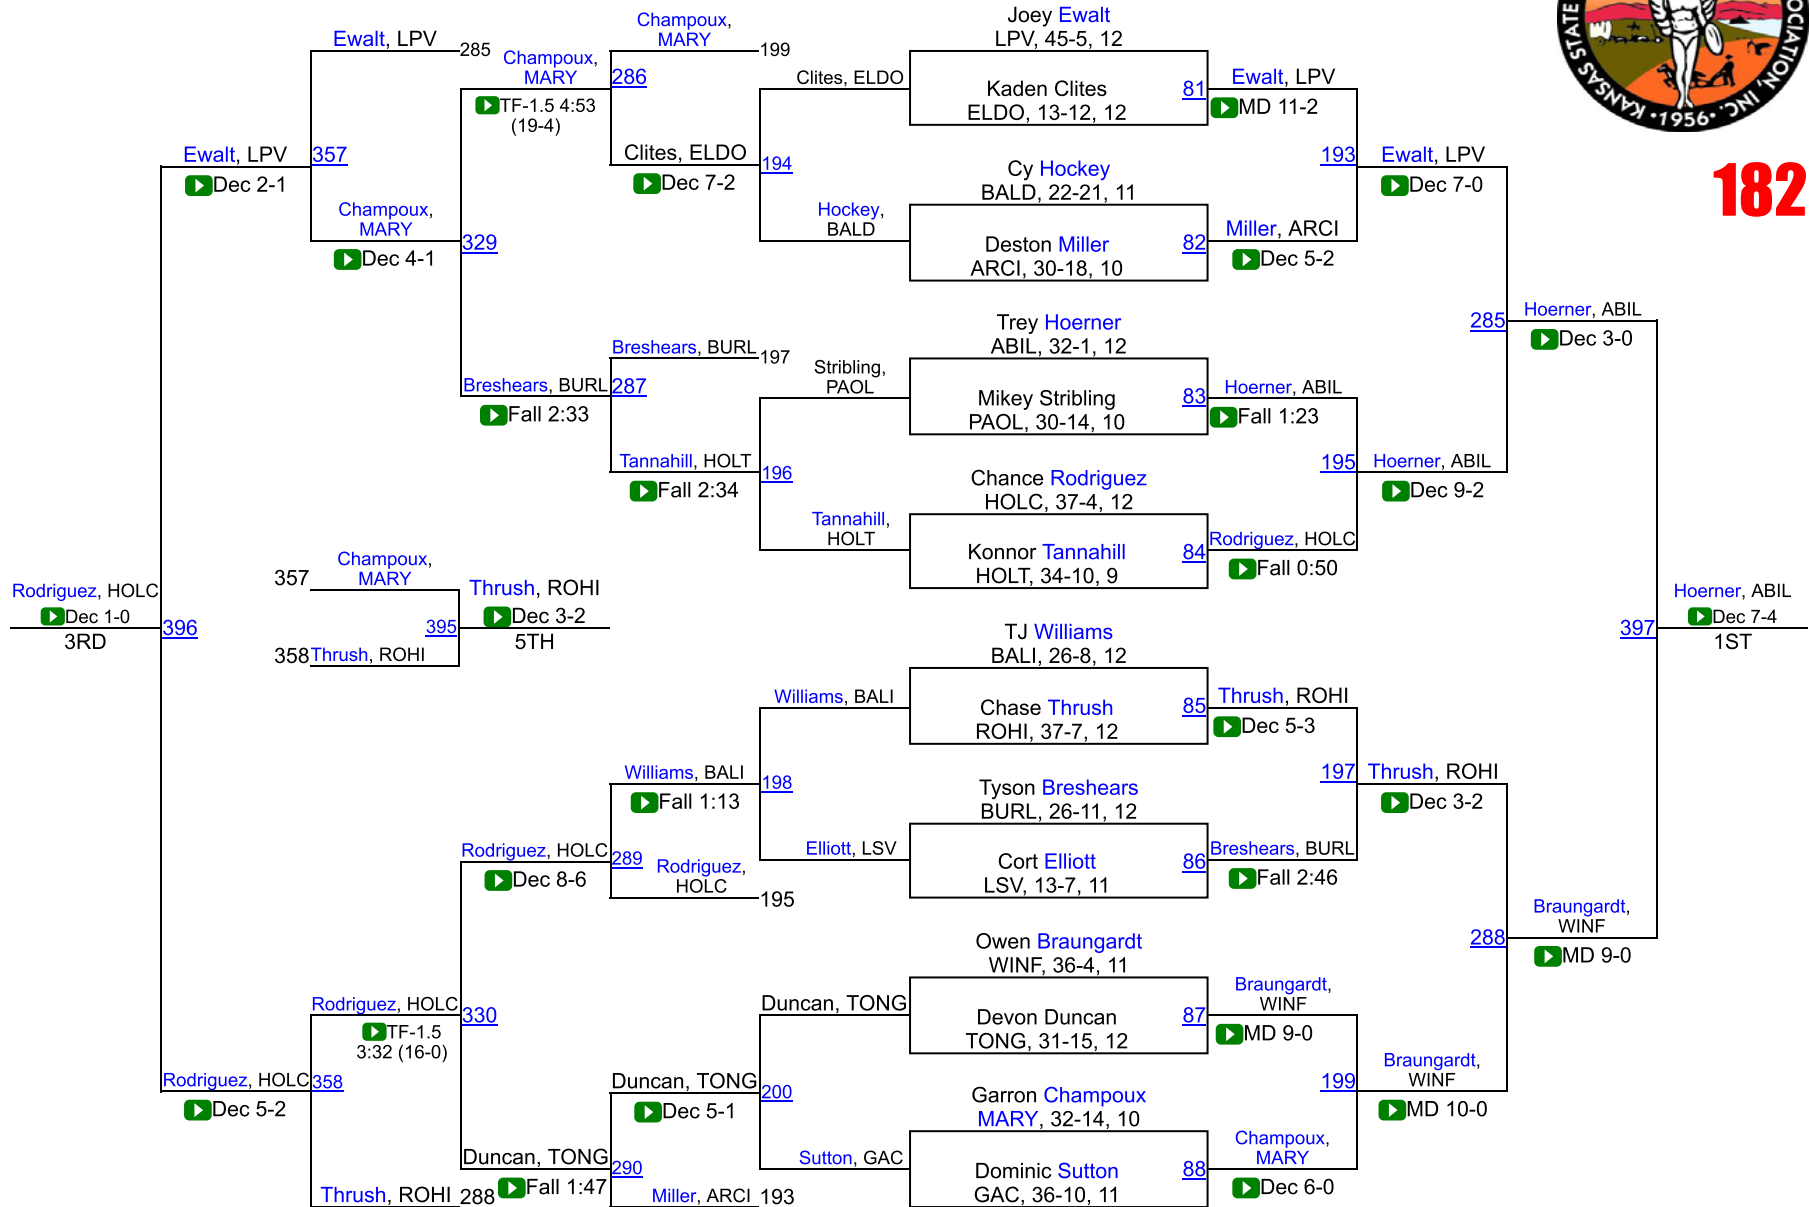 KANSAS STATE
OCIATION, INC.
•1956•
182
Joey Ewalt
LPV, 45-5, 12
Kaden Clites
ELDO, 13-12, 12
81
Cy Hockey
BALD, 22-21, 11
Deston Miller
ARCI, 30-18, 10
82
Trey Hoerner
ABIL, 32-1, 12
Mikey Stribling
PAOL, 30-14, 10
83
Chance Rodriguez
HOLC, 37-4, 12
Konnor Tannahill
HOLT, 34-10, 9
84
TJ Williams
BALI, 26-8, 12
Chase Thrush
ROHI, 37-7, 12
85
Tyson Breshears
BURL, 26-11, 12
Cort Elliott
LSV, 13-7, 11
86
Owen Braungardt
WINF, 36-4, 11
Devon Duncan
TONG, 31-15, 12
87
Garron Champoux
MARY, 32-14, 10
Dominic Sutton
GAC, 36-10, 11
88
Ewalt, LPV
MD 11-2
Miller, ARCI
Dec 5-2
Hoerner, ABIL
Fall 1:23
Rodriguez, HOLC
Fall 0:50
Thrush, ROHI
Dec 5-3
Breshears, BURL
Fall 2:46
Braungardt,
WINF
MD 9-0
Champoux,
MARY
Dec 6-0
193
Ewalt, LPV
Dec 7-0
195
Hoerner, ABIL
Dec 9-2
197
Thrush, ROHI
Dec 3-2
199
Braungardt,
WINF
MD 10-0
285
Hoerner, ABIL
Dec 3-0
288
Braungardt,
WINF
MD 9-0
397
Hoerner, ABIL
Dec 7-4
1ST
Clites, ELDO
Hockey,
BALD
194
Stribling,
PAOL
Tannahill,
HOLT
196
Williams, BALI
Elliott, LSV
198
Duncan, TONG
Sutton, GAC
200
Champoux,
MARY
199
286
Clites, ELDO
Dec 7-2
Breshears, BURL
197
287
Tannahill, HOLT
Fall 2:34
Williams, BALI
Fall 1:13
289
Rodriguez,
HOLC
195
Duncan, TONG
Dec 5-1
290
Miller, ARCI
193
Champoux,
MARY
TF-1.5 4:53
(19-4)
329
Breshears, BURL
Fall 2:33
Rodriguez, HOLC
Dec 8-6
330
Duncan, TONG
Fall 1:47
Ewalt, LPV
285
357
Champoux,
MARY
Dec 4-1
Rodriguez, HOLC
TF-1.5
3:32 (16-0)
358
Thrush, ROHI
288
Ewalt, LPV
Dec 2-1
396
Rodriguez, HOLC
Dec 5-2
Rodriguez, HOLC
Dec 1-0
3RD
357
Champoux,
MARY
395
358
Thrush, ROHI
Thrush, ROHI
Dec 3-2
5TH